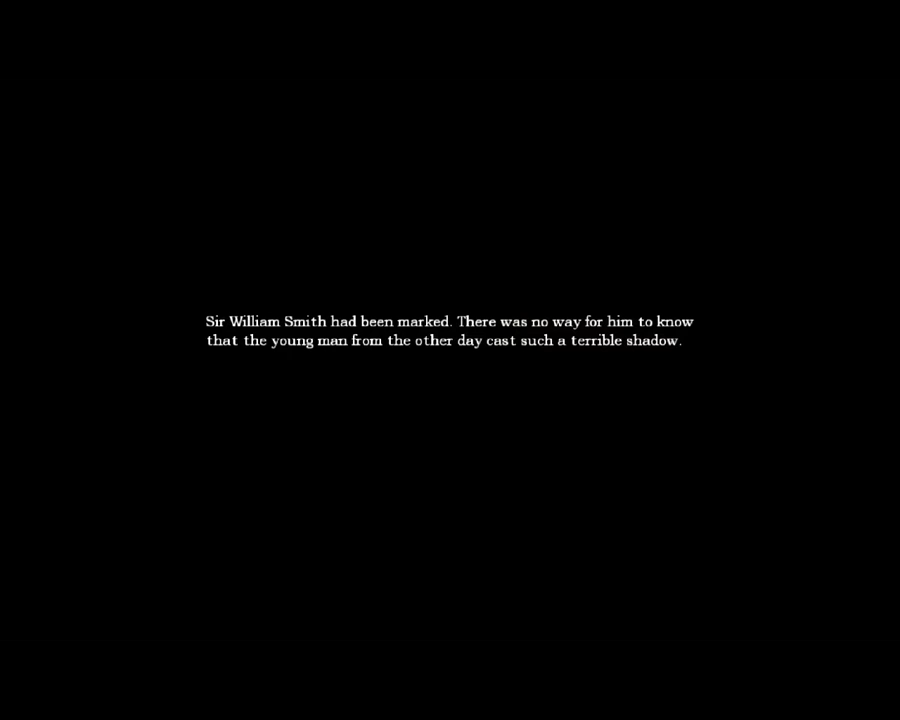 Sir William Smith had been marked. There was no way for him to know
that the young man from the other day cast such a terrible shadow.